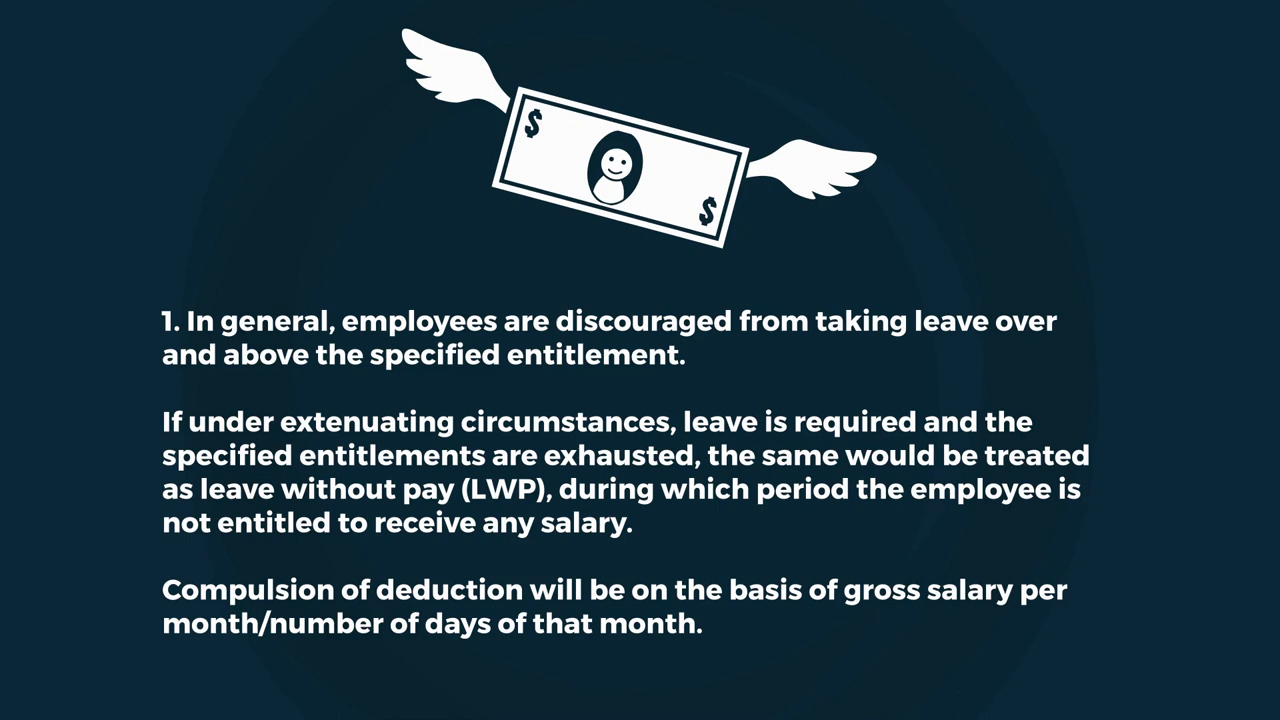 $
$
1. In general, employees are discouraged from taking leave over
and above the specified entitlement.
If under extenuating circumstances, leave is required and the
specified entitlements are exhausted, the same would be treated
as leave without pay (LWP), during which period the employee is
not entitled to receive any salary.
Compulsion of deduction will be on the basis of gross salary per
month/number of days of that month.